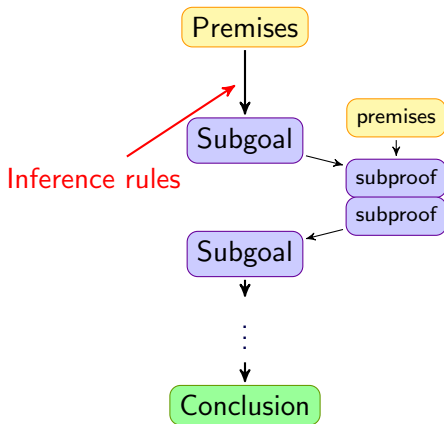 Premises
premises
Subgoal
Inference rules
subproof
subproof
Subgoal
⋮
Conclusion